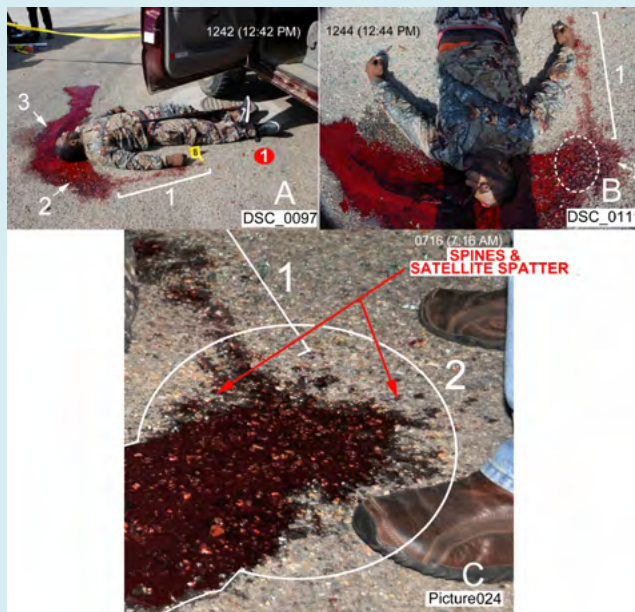 1242 (12:42 PM)
3
2
1
1
A
DSC_0097
1244 (12:44 PM)
1
B
DSC_011
0716 (7:16 AM)
SPINES &
SATELLITE SPATTER
1
2
C
Picture024